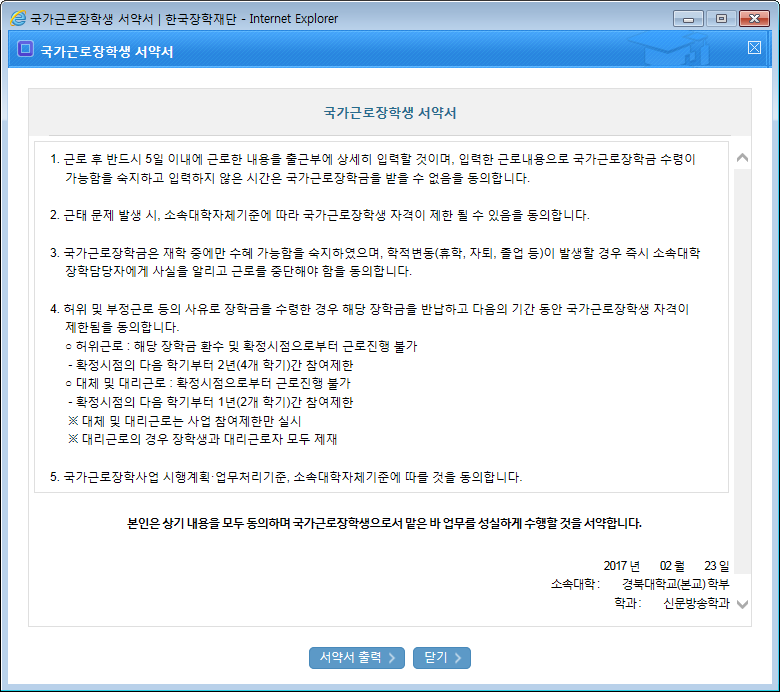 국가근로장학생 서약서 | 한국장학재단 - Internet Explorer
국가근로장학생 서약서
국가근로장학생 서약서
1. 근로 후 반드시 5일 이내에 근로한 내용을 출근부에 상세히 입력할 것이며, 입력한 근로내용으로 국가근로장학금 수령이
가능함을 숙지하고 입력하지 않은 시간은 국가근로장학금을 받을 수 없음을 동의합니다.
2. 근태 문제 발생 시, 소속대학자체기준에 따라 국가근로장학생 자격이 제한 될 수 있음을 동의합니다.
3. 국가근로장학금은 재학 중에만 수혜 가능함을 숙지하였으며, 학적변동(휴학, 자퇴, 졸업 등)이 발생할 경우 즉시 소속대학
장학담당자에게 사실을 알리고 근로를 중단해야 함을 동의합니다.
4. 허위 및 부정근로 등의 사유로 장학금을 수령한 경우 해당 장학금을 반납하고 다음의 기간 동안 국가근로장학생 자격이
제한됨을 동의합니다.
○ 허위근로 : 해당 장학금 환수 및 확정시점으로부터 근로진행 불가
- 확정시점의 다음 학기부터 2년(4개 학기)간 참여제한
○ 대체 및 대리근로 : 확정시점으로부터 근로진행 불가
- 확정시점의 다음 학기부터 1년(2개 학기)간 참여제한
※ 대체 및 대리근로는 사업 참여제한만 실시
※ 대리근로의 경우 장학생과 대리근로자 모두 제재
5. 국가근로장학사업 시행계획·업무처리기준, 소속대학자체기준에 따를 것을 동의합니다.
본인은 상기 내용을 모두 동의하며 국가근로장학생으로서 맡은 바 업무를 성실하게 수행할 것을 서약합니다.
2017 년 02 월 23 일
소속대학 : 경북대학교(본교) 학부
학과 : 신문방송학과
서약서 출력
닫기